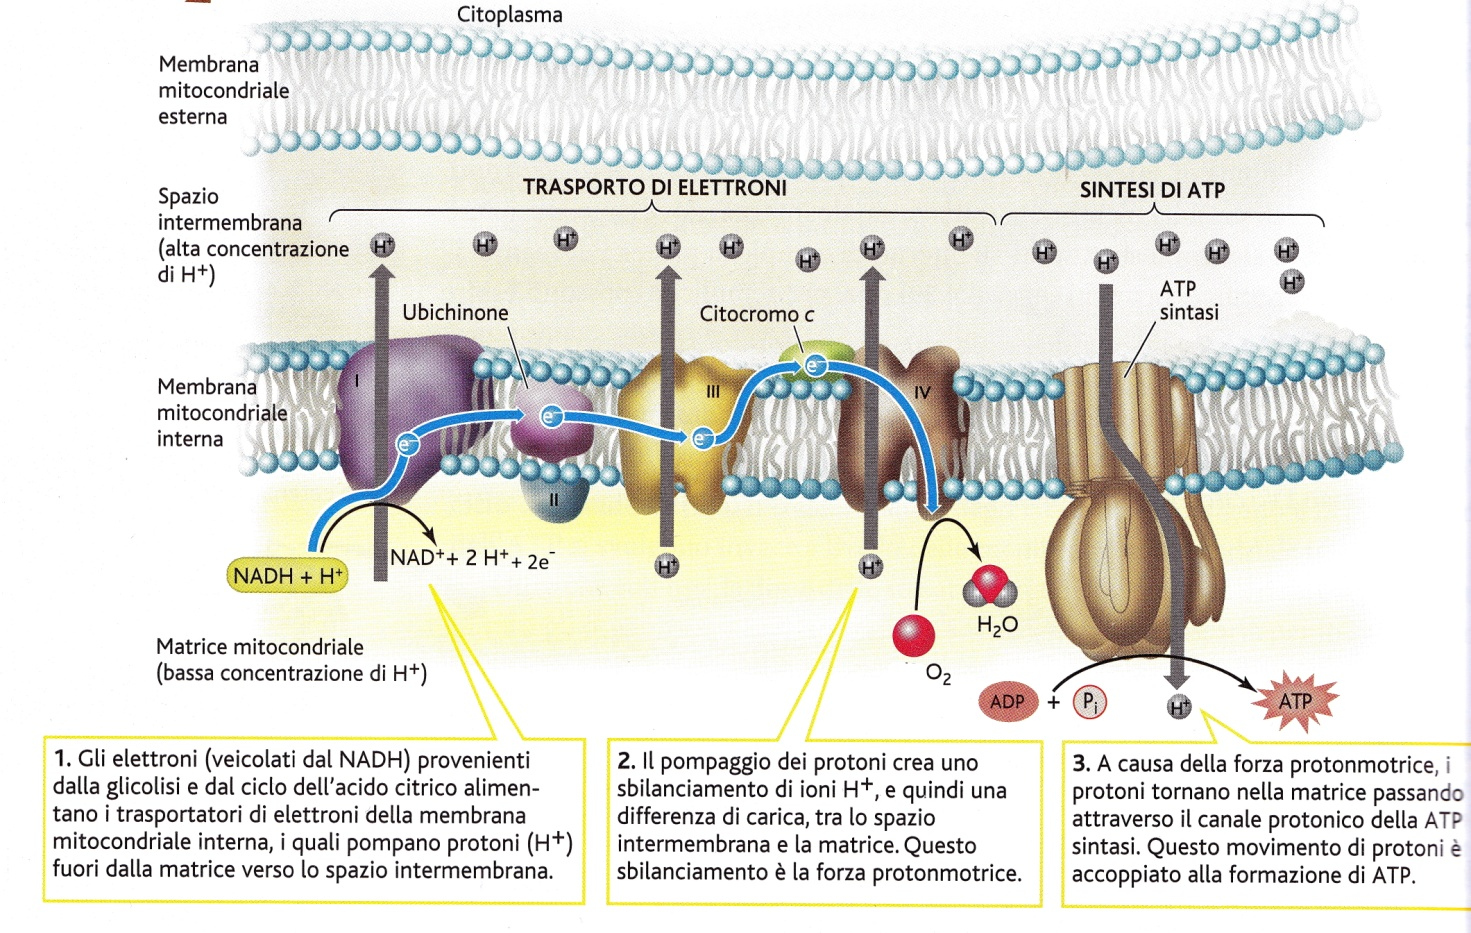 Citoplasma
Membrana
mitocondriale
esterna
Spazio
intermembrana
(alta concentrazione
di H⁺)
TRASPORTO DI ELETTRONI
SINTESI DI ATP
H⁺
H⁺
H⁺
H⁺
H⁺
H⁺
H⁺
H⁺
H⁺
H⁺
H⁺
H⁺
H⁺
H⁺
Ubichinone
Citocromo c
ATP
sintasi
Membrana
mitocondriale
interna
I
II
III
IV
e⁻
e⁻
e⁻
e⁻
NADH + H⁺
NAD⁺ + 2 H⁺ + 2e⁻
H⁺
H⁺
O₂
H₂O
Matrice mitocondriale
(bassa concentrazione di H⁺)
ADP + Pᵢ
H⁺
ATP
1. Gli elettroni (veicolati dal NADH) provenienti
dalla glicolisi e dal ciclo dell'acido citrico alimen-
tano i trasportatori di elettroni della membrana
mitocondriale interna, i quali pompano protoni (H⁺)
fuori dalla matrice verso lo spazio intermembrana.
2. Il pompaggio dei protoni crea uno
sbilanciamento di ioni H⁺, e quindi una
differenza di carica, tra lo spazio
intermembrana e la matrice. Questo
sbilanciamento è la forza protonmotrice.
3. A causa della forza protonmotrice, i
protoni tornano nella matrice passando
attraverso il canale protonico della ATP
sintasi. Questo movimento di protoni è
accoppiato alla formazione di ATP.